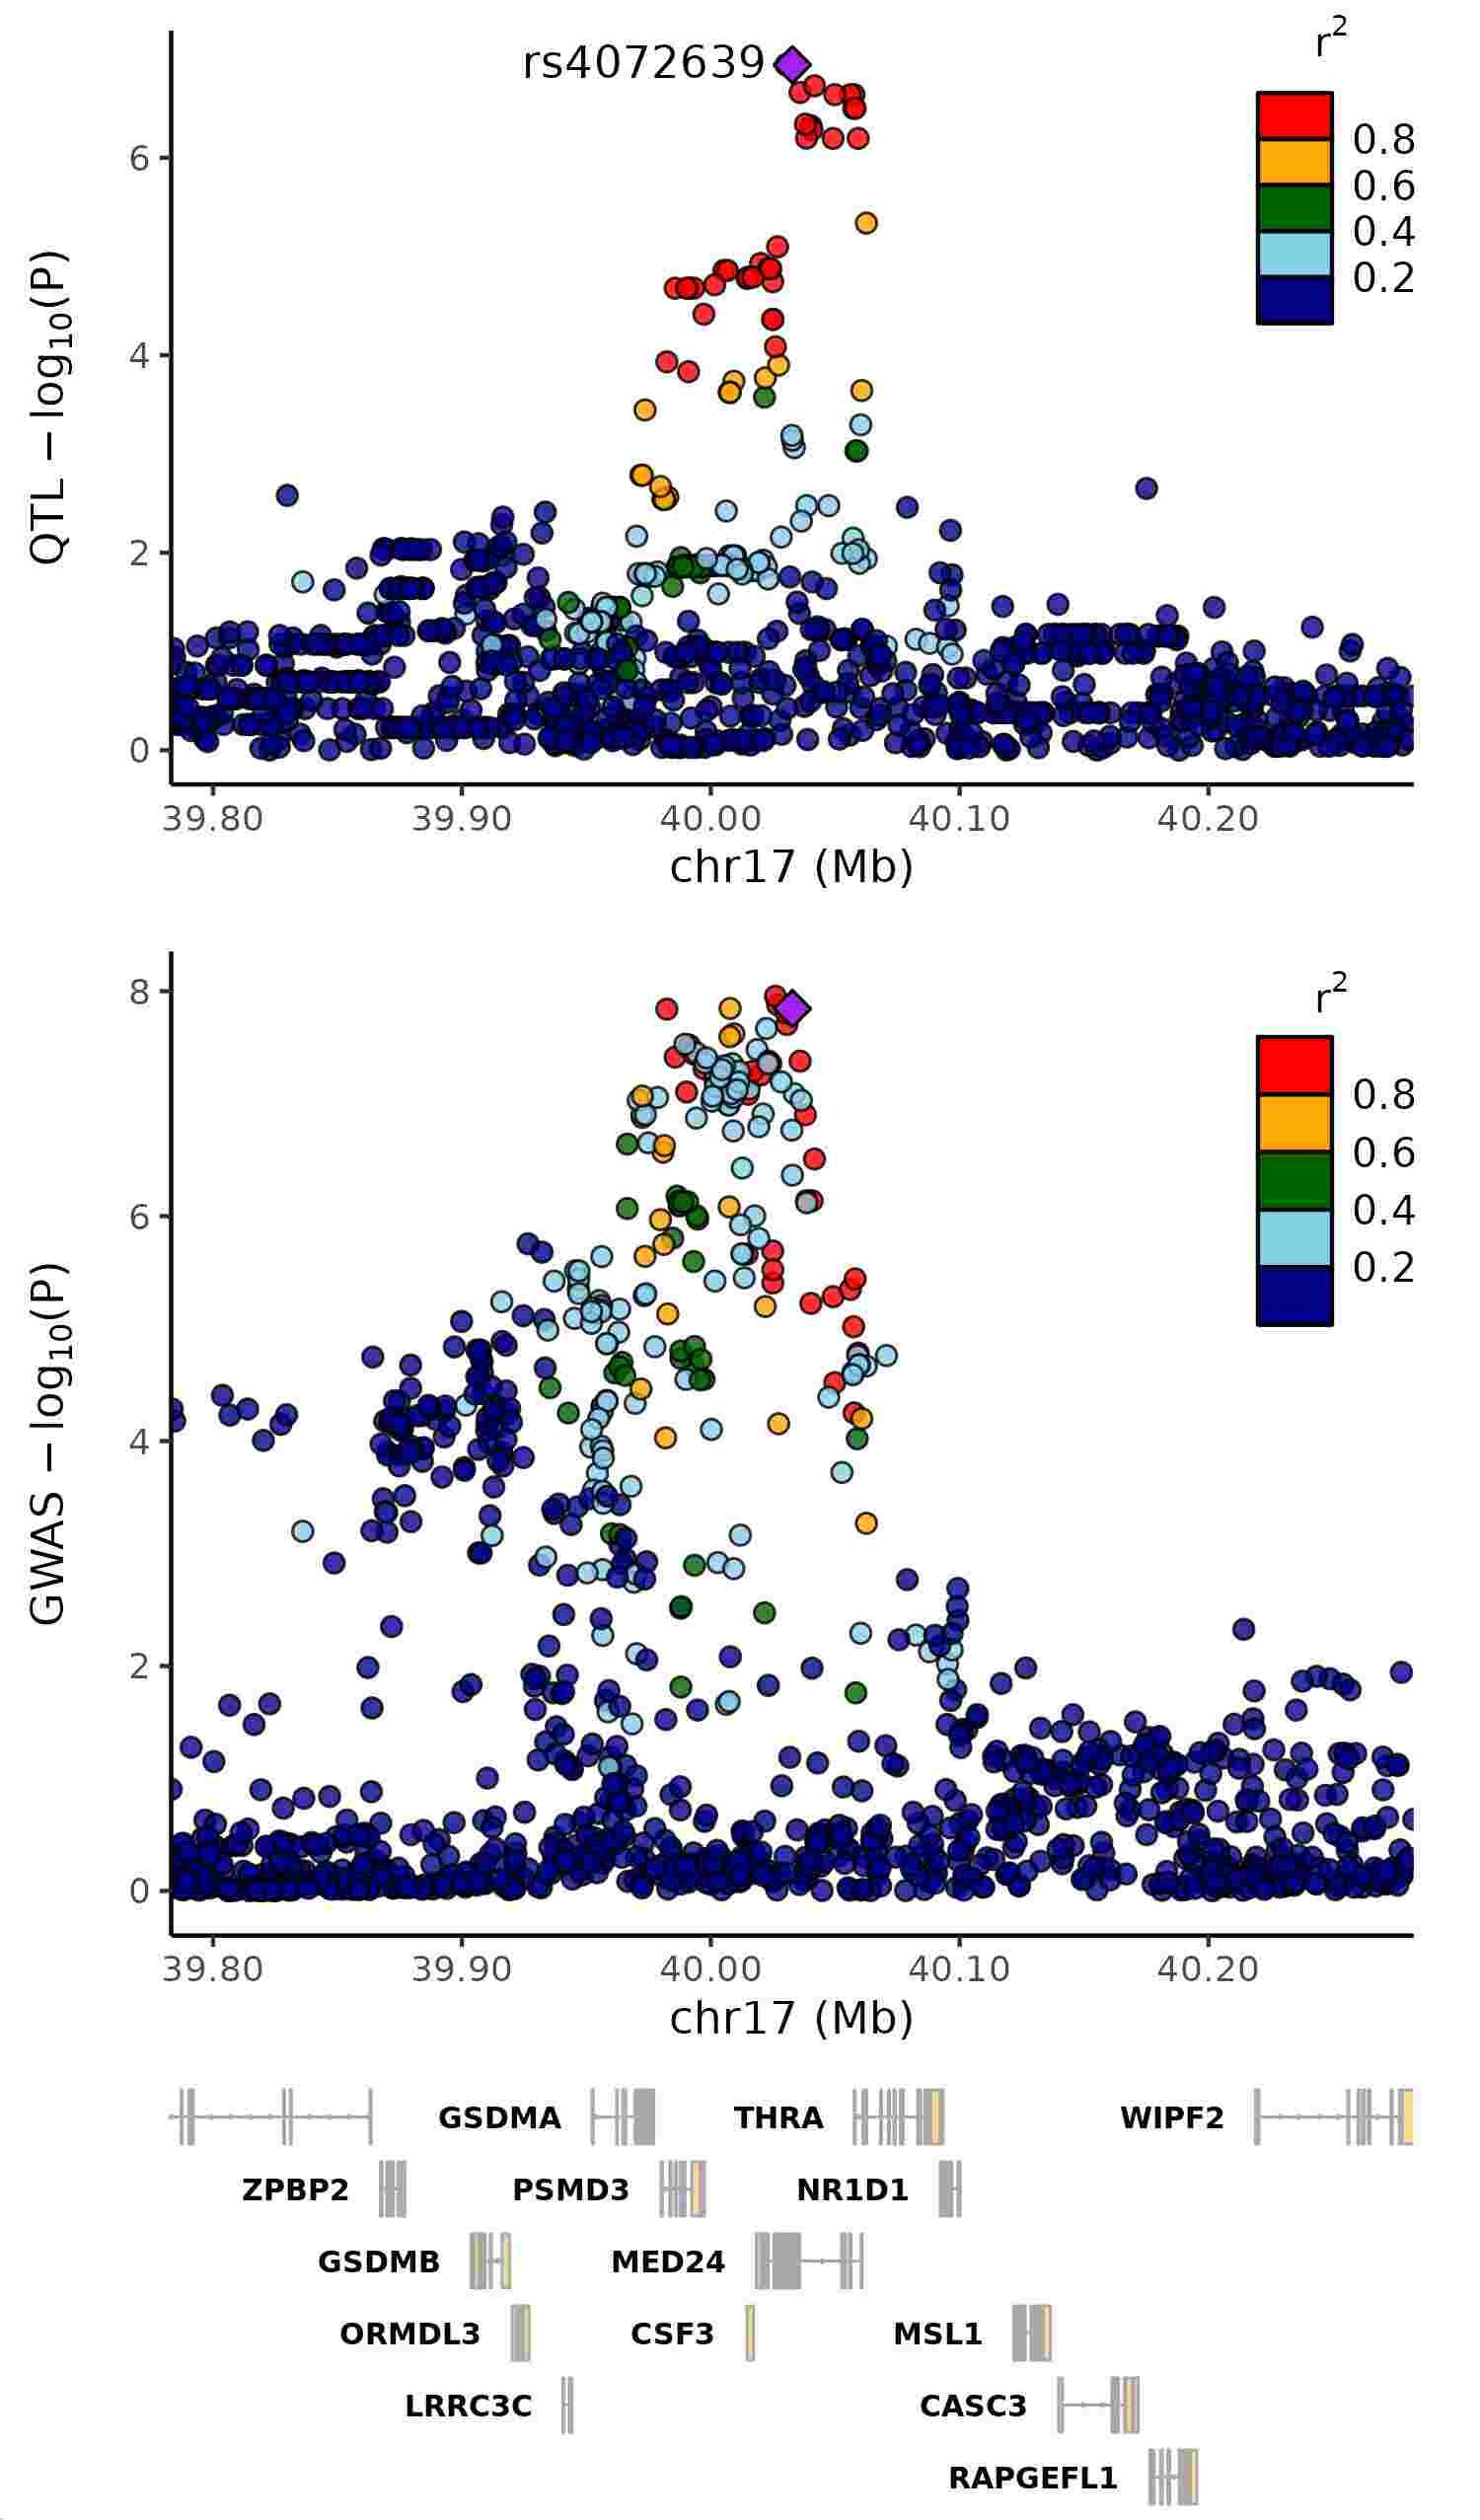 r2
rs4072639
0.8
0.6
0.4
0.2
6
4
2
0
QTL −log10(P)
39.80 39.90 40.00 40.10 40.20
chr17 (Mb)
r2
0.8
0.6
0.4
0.2
8
6
4
2
0
GWAS −log10(P)
39.80 39.90 40.00 40.10 40.20
chr17 (Mb)
GSDMA THRA WIPF2
ZPBP2 PSMD3 NR1D1
GSDMB MED24
ORMDL3 CSF3 MSL1
LRRC3C CASC3
RAPGEFL1